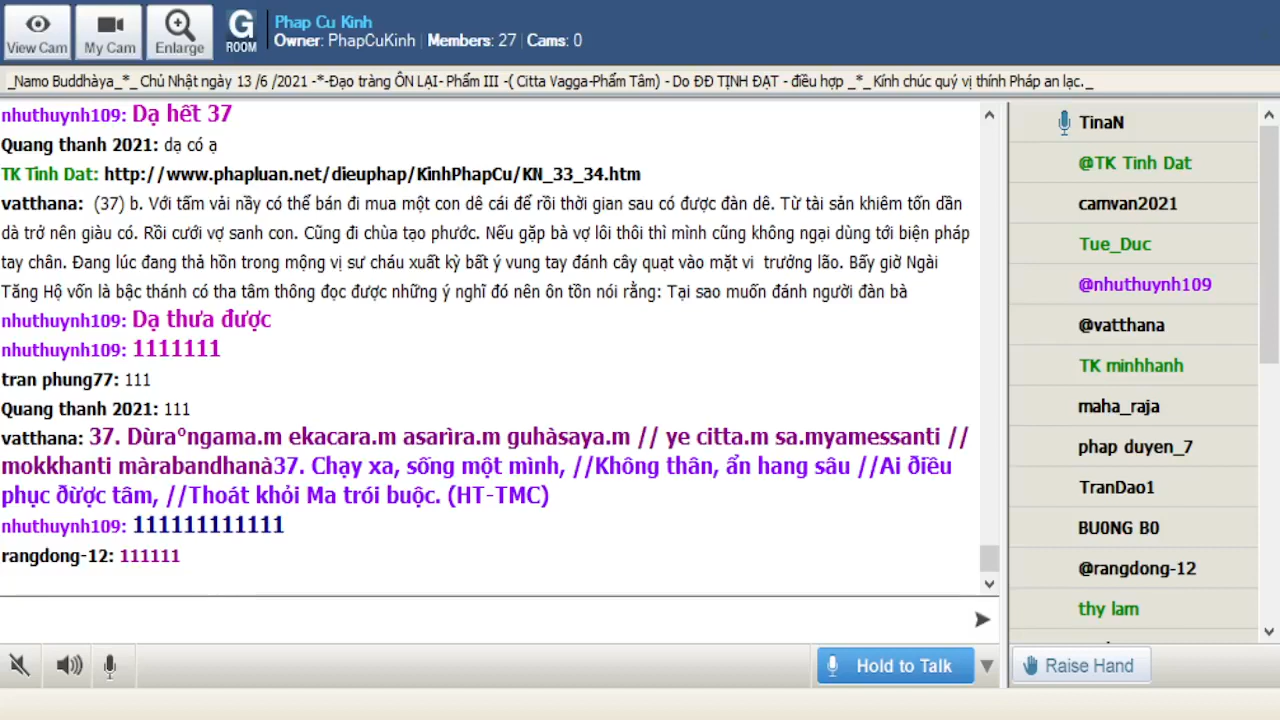 View Cam
My Cam
Enlarge
G ROOM
Phap Cu Kinh
Owner: PhapCuKinh | Members: 27 | Cams: 0
_Namo Buddhàya_*_ Chủ Nhật ngày 13 /6 /2021 -*-Đạo tràng ÔN LẠI- Phẩm III -( Citta Vagga-Phẩm Tâm) - Do ĐĐ TỊNH ĐẠT - điều hợp _*_ Kính chúc quý vị thính Pháp an lạc._
nhuthuynh109: Dạ hết 37
Quang thanh 2021: dạ có ạ
TK Tinh Dat: http://www.phapluan.net/dieuphap/KinhPhapCu/KN_33_34.htm
vatthana: (37) b. Với tấm vải nầy có thể bán đi mua một con dê cái để rồi thời gian sau có được đàn dê. Từ tài sản khiêm tốn dần
dà trở nên giàu có. Rồi cưới vợ sanh con. Cũng đi chùa tạo phước. Nếu gặp bà vợ lôi thôi thì mình cũng không ngại dùng tới biện pháp
tay chân. Đang lúc đang thả hồn trong mộng vị sư cháu xuất kỳ bất ý vung tay đánh cây quạt vào mặt vi trưởng lão. Bấy giờ Ngài
Tăng Hộ vốn là bậc thánh có tha tâm thông đọc được những ý nghĩ đó nên ôn tồn nói rằng: Tại sao muốn đánh người đàn bà
nhuthuynh109: Dạ thưa được
nhuthuynh109: 1111111
tran phung77: 111
Quang thanh 2021: 111
vatthana: 37. Dùraºngama.m ekacara.m asarìra.m guhàsaya.m // ye citta.m sa.myamessanti //
mokkhanti màrabandhanà37. Chạy xa, sống một mình, //Không thân, ẩn hang sâu //Ai ðiều
phục ðừợc tâm, //Thoát khỏi Ma trói buộc. (HT-TMC)
nhuthuynh109: 111111111111
rangdong-12: 111111
TinaN
@TK Tinh Dat
camvan2021
Tue_Duc
@nhuthuynh109
@vatthana
TK minhhanh
maha_raja
phap duyen_7
TranDao1
BU0NG B0
@rangdong-12
thy lam
Hold to Talk
Raise Hand